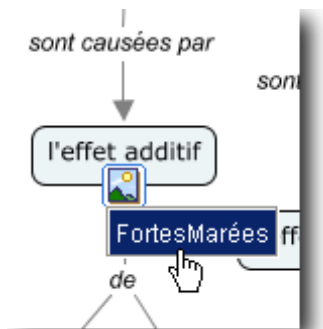 sont causées par
sont
l'effet additif
FortesMarées
de